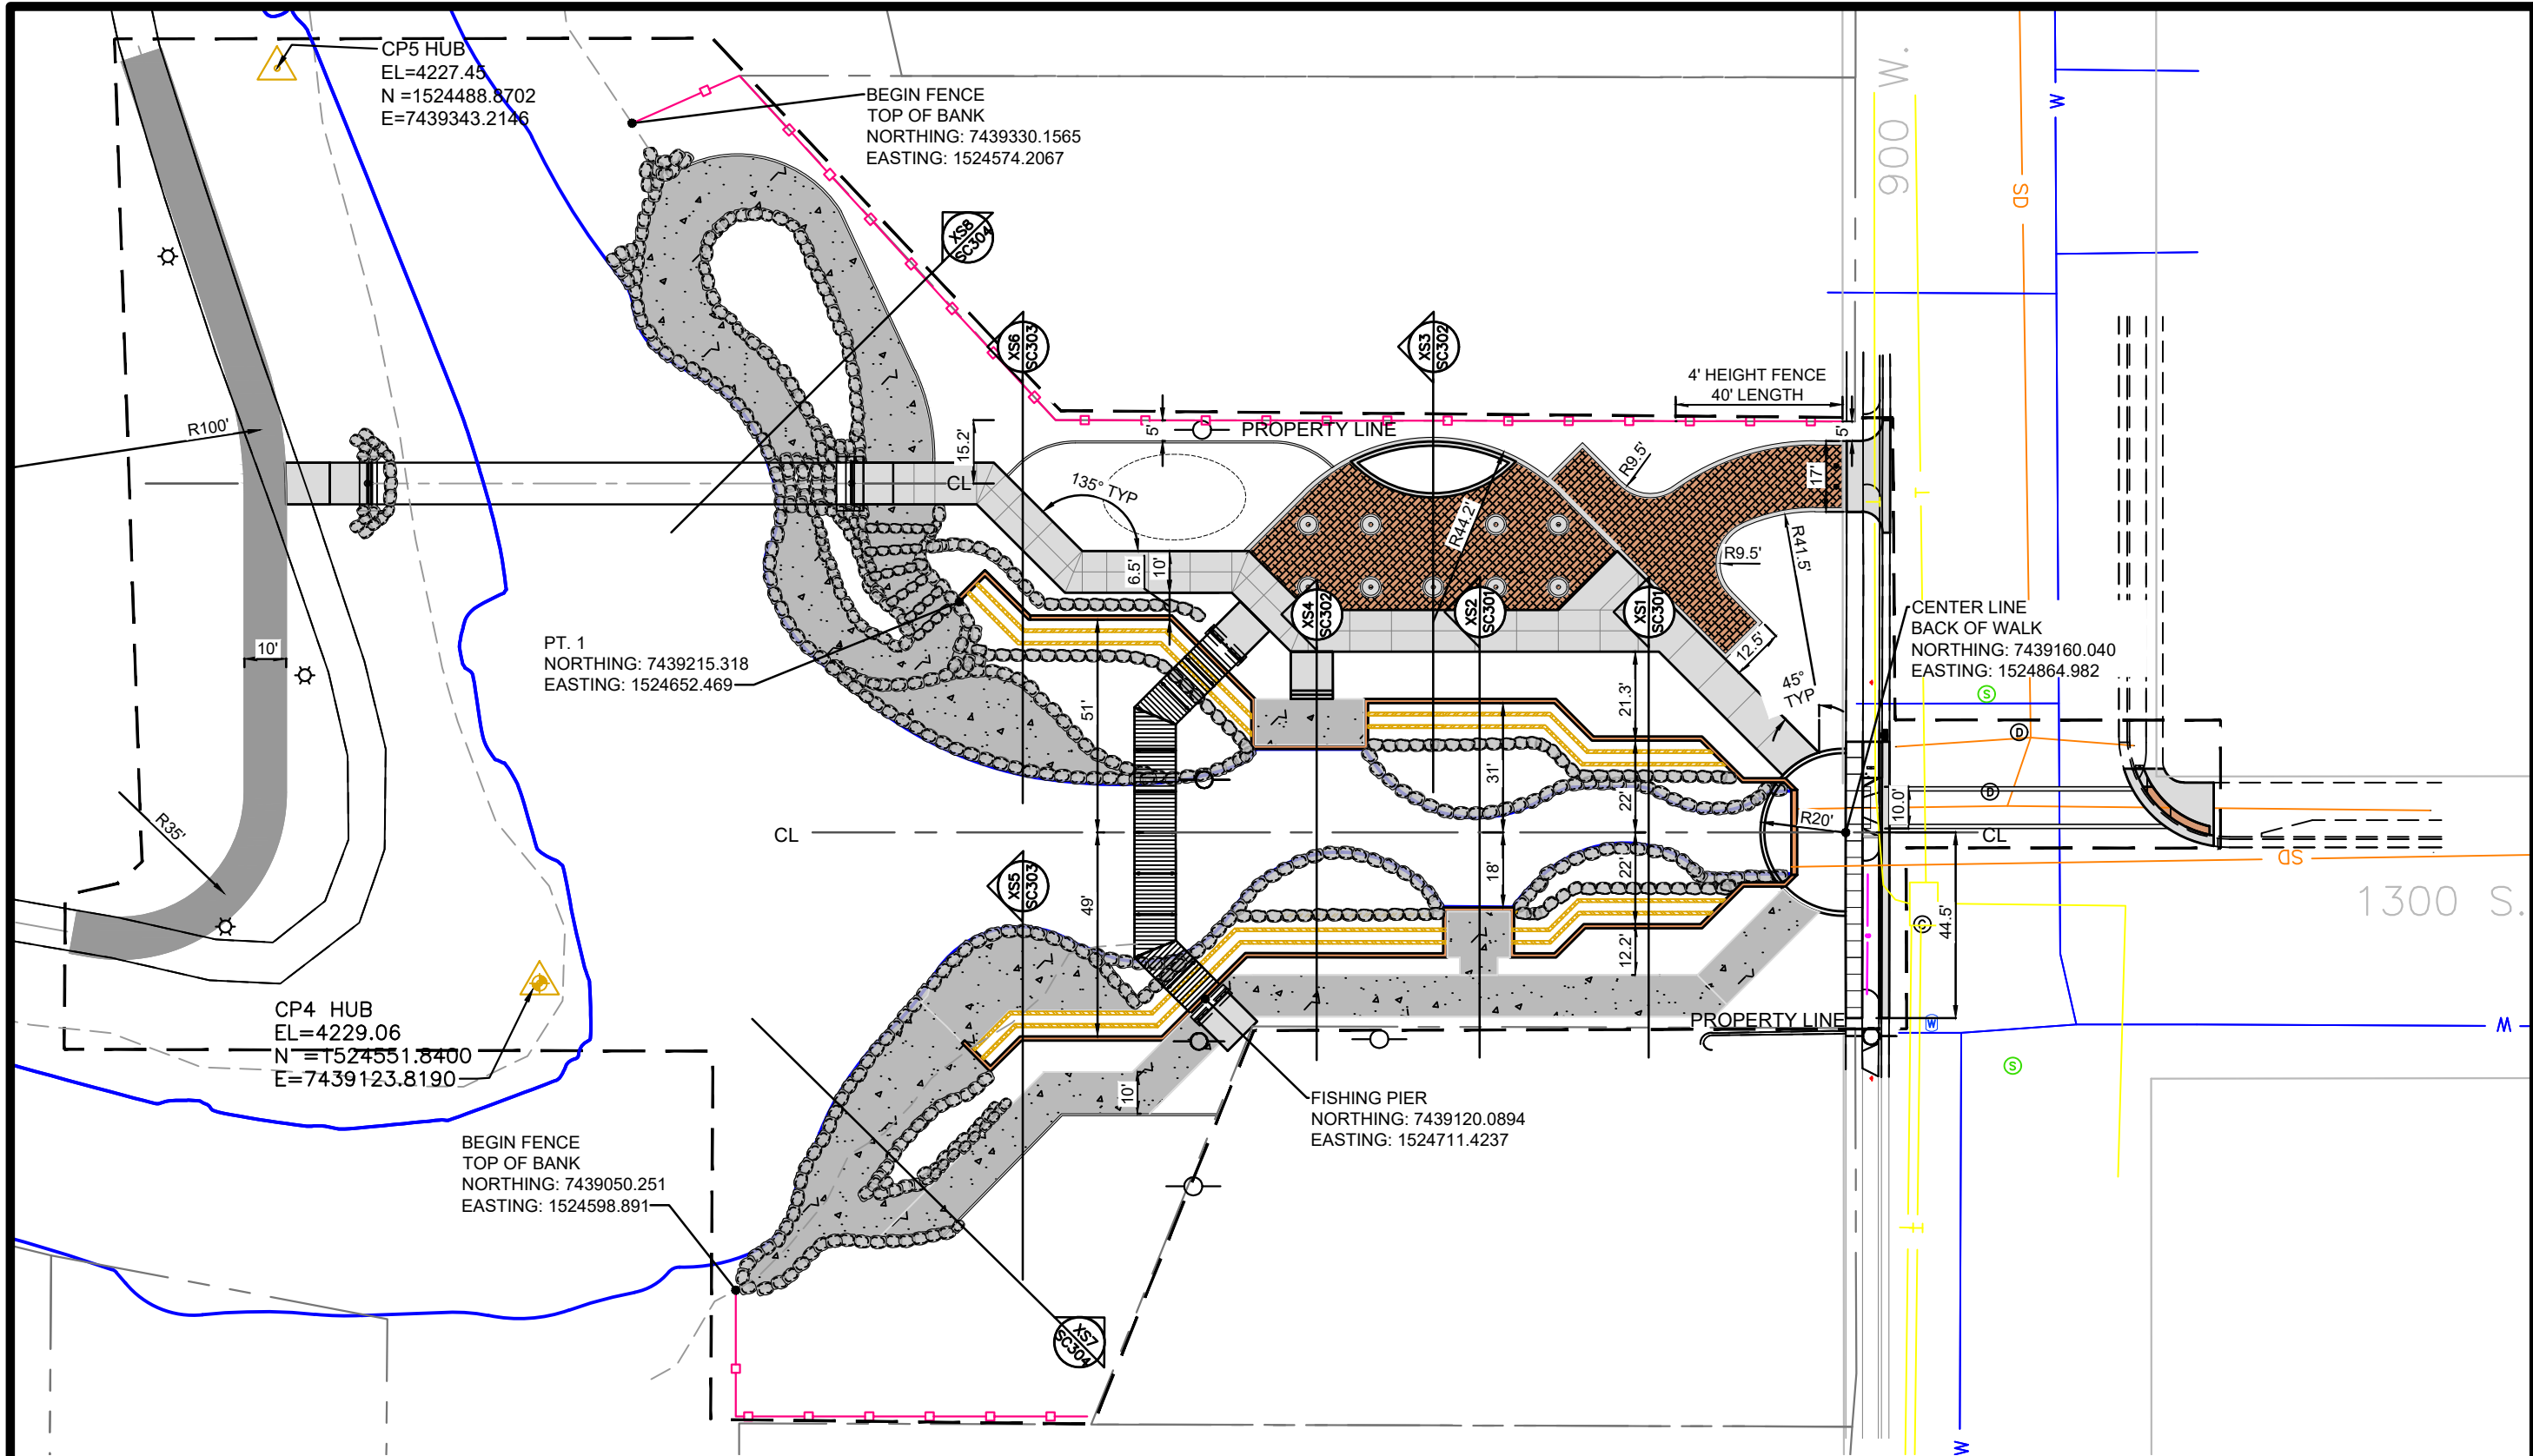 CP5 HUB
EL=4227.45
N =1524488.8702
E=7439343.2146
BEGIN FENCE
TOP OF BANK
NORTHING: 7439330.1565
EASTING: 1524574.2067
900 W.
W
SD
XS8
SC304
XS6
SC303
XS3
SC302
4' HEIGHT FENCE
40' LENGTH
5'
PROPERTY LINE
5'
15.2'
R100'
CL
135° TYP
R9.5'
17'
T
R44.2'
R41.5'
R9.5'
6.5'
10'
XS4
SC302
XS2
SC301
XS1
SC301
CENTER LINE
BACK OF WALK
NORTHING: 7439160.040
EASTING: 1524864.982
PT. 1
NORTHING: 7439215.318
EASTING: 1524652.469
10'
12.5'
45°
TYP
S
51'
21.3'
D
31'
22'
D
10.0'
R35'
CL
R20'
CL
SD
XS5
SC303
49'
18'
22'
12.2'
44.5'
C
1300 S.
CP4 HUB
EL=4229.06
N =1524551.8400
E=7439123.8190
PROPERTY LINE
W
W
S
10'
FISHING PIER
NORTHING: 7439120.0894
EASTING: 1524711.4237
BEGIN FENCE
TOP OF BANK
NORTHING: 7439050.251
EASTING: 1524598.891
T
XS7
SC304
W